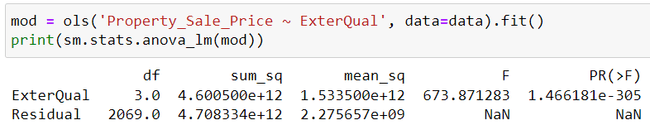 mod = ols('Property_Sale_Price ~ ExterQual', data=data).fit()
print(sm.stats.anova_lm(mod))
df sum_sq mean_sq F PR(>F)
ExterQual 3.0 4.600500e+12 1.533500e+12 673.871283 1.466181e-305
Residual 2069.0 4.708334e+12 2.275657e+09 NaN NaN